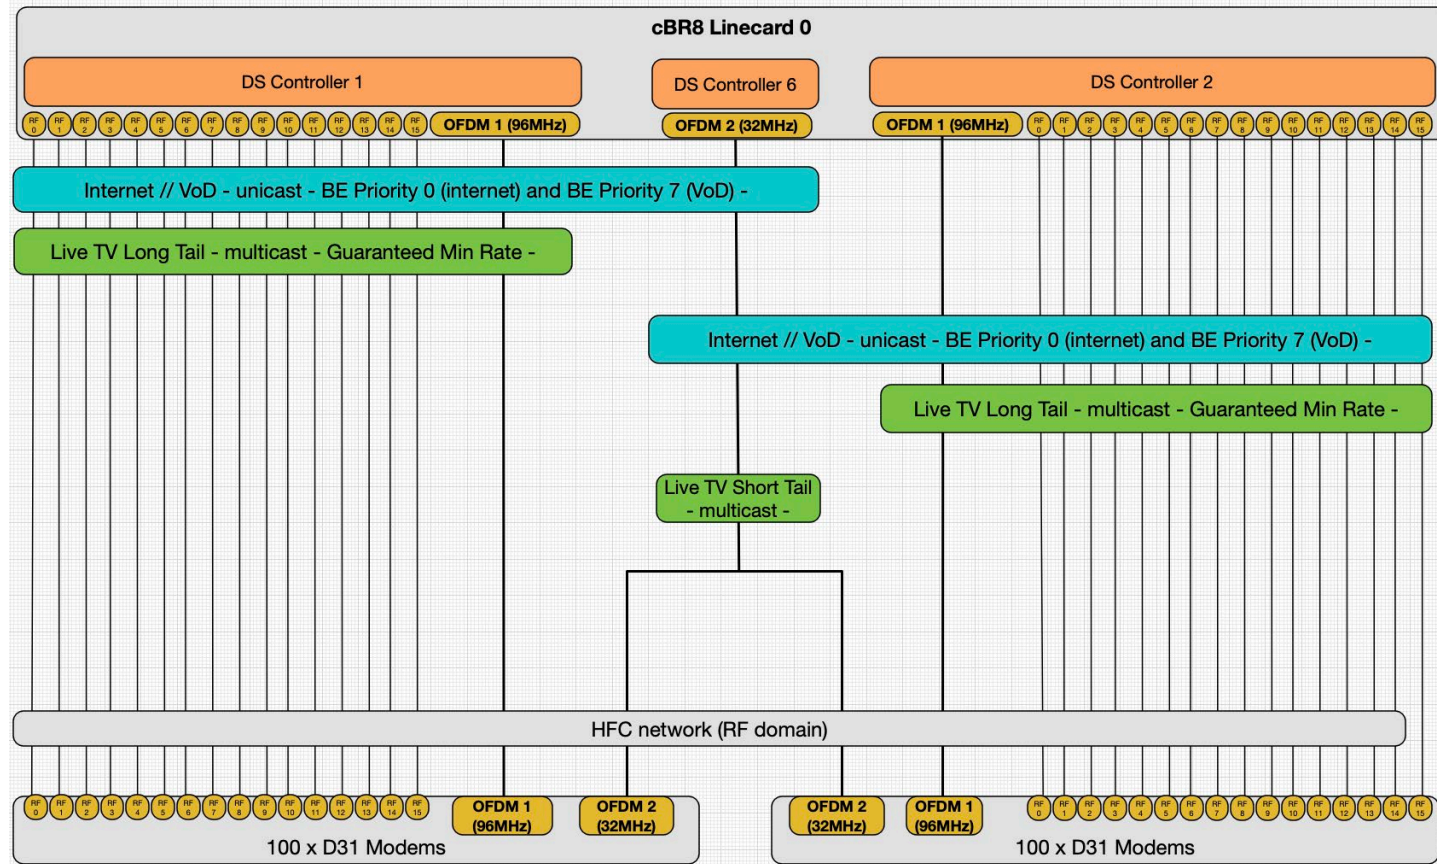 cBR8 Linecard 0
DS Controller 1
DS Controller 6
DS Controller 2
RF 0 RF 1 RF 2 RF 3 RF 4 RF 5 RF 6 RF 7 RF 8 RF 9 RF 10 RF 11 RF 12 RF 13 RF 14 RF 15 OFDM 1 (96MHz)
OFDM 2 (32MHz)
OFDM 1 (96MHz) RF 0 RF 1 RF 2 RF 3 RF 4 RF 5 RF 6 RF 7 RF 8 RF 9 RF 10 RF 11 RF 12 RF 13 RF 14 RF 15
Internet // VoD - unicast - BE Priority 0 (internet) and BE Priority 7 (VoD) -
Live TV Long Tail - multicast - Guaranteed Min Rate -
Internet // VoD - unicast - BE Priority 0 (internet) and BE Priority 7 (VoD) -
Live TV Long Tail - multicast - Guaranteed Min Rate -
Live TV Short Tail
- multicast -
HFC network (RF domain)
RF 0 RF 1 RF 2 RF 3 RF 4 RF 5 RF 6 RF 7 RF 8 RF 9 RF 10 RF 11 RF 12 RF 13 RF 14 RF 15
OFDM 1
(96MHz)
OFDM 2
(32MHz)
100 x D31 Modems
OFDM 2
(32MHz)
OFDM 1
(96MHz)
RF 0 RF 1 RF 2 RF 3 RF 4 RF 5 RF 6 RF 7 RF 8 RF 9 RF 10 RF 11 RF 12 RF 13 RF 14 RF 15
100 x D31 Modems